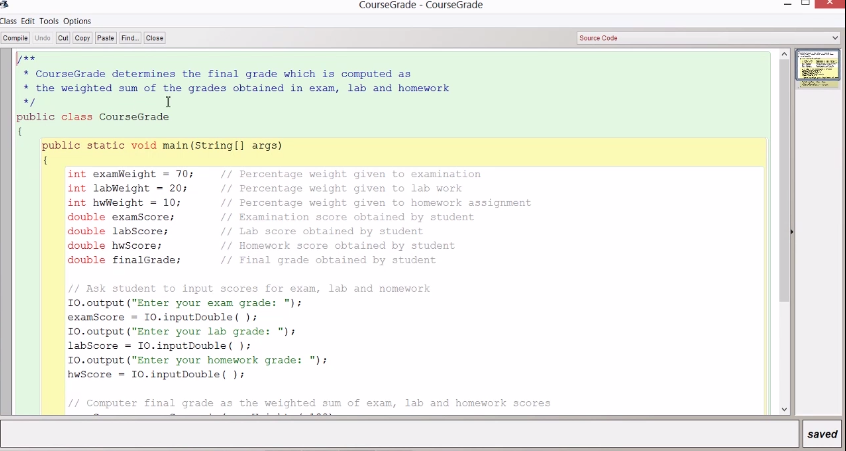 CourseGrade - CourseGrade
Class Edit Tools Options
Compile Undo Cut Copy Paste Find... Close
Source Code
/**
* CourseGrade determines the final grade which is computed as
* the weighted sum of the grades obtained in exam, lab and homework
*/
public class CourseGrade
{
public static void main(String[] args)
{
int examWeight = 70; // Percentage weight given to examination
int labWeight = 20; // Percentage weight given to lab work
int hwWeight = 10; // Percentage weight given to homework assignment
double examScore; // Examination score obtained by student
double labScore; // Lab score obtained by student
double hwScore; // Homework score obtained by student
double finalGrade; // Final grade obtained by student
// Ask student to input scores for exam, lab and nomework
IO.output("Enter your exam grade: ");
examScore = IO.inputDouble( );
IO.output("Enter your lab grade: ");
labScore = IO.inputDouble( );
IO.output("Enter your homework grade: ");
hwScore = IO.inputDouble( );
// Computer final grade as the weighted sum of exam, lab and homework scores
saved